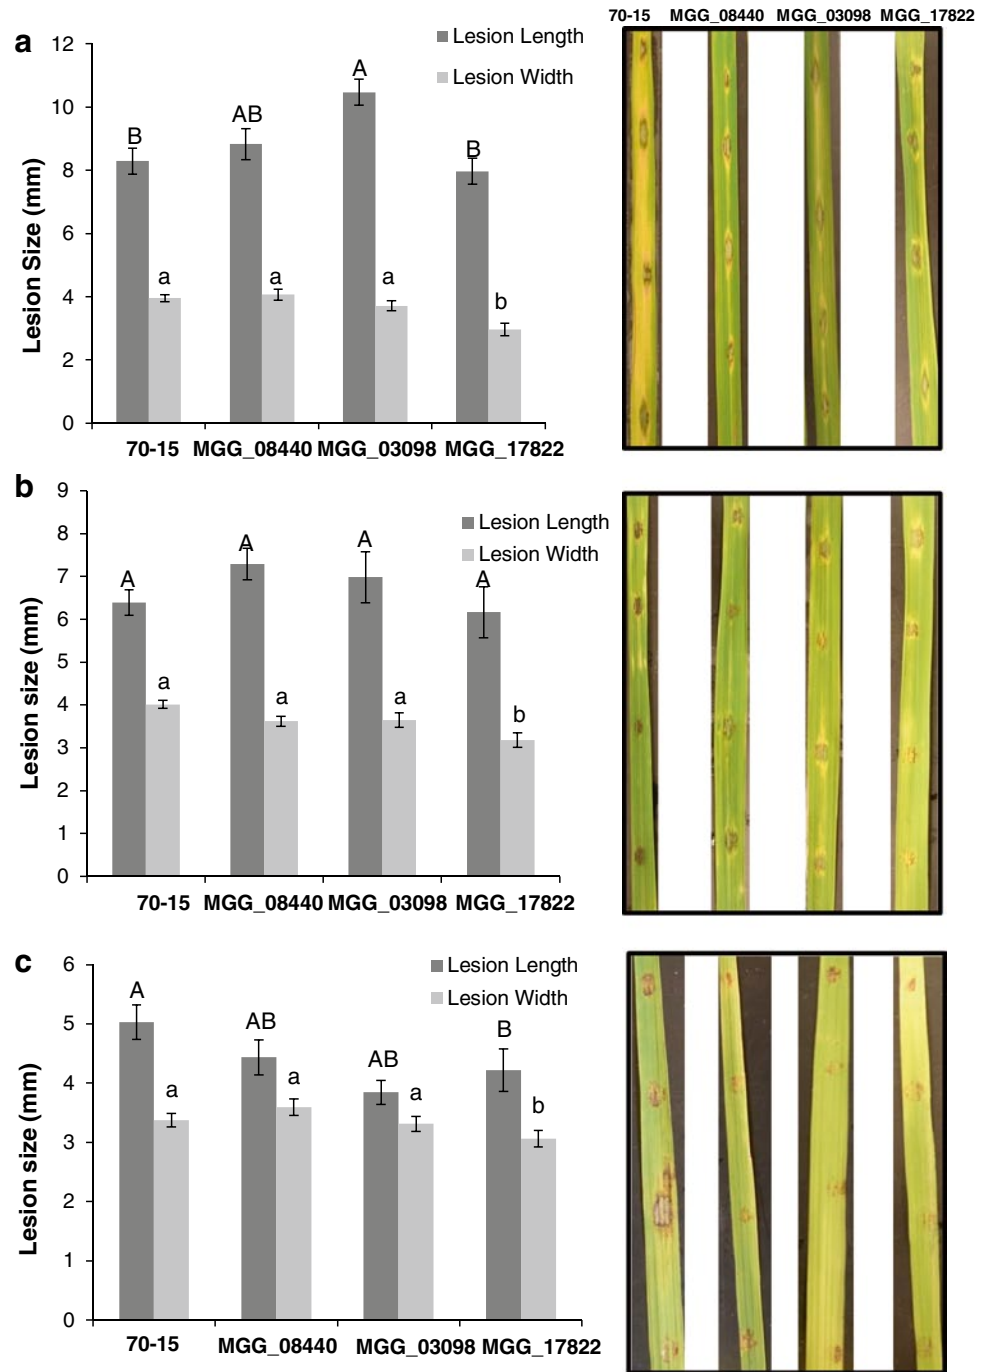 70-15 MGG_08440 MGG_03098 MGG_17822
a
Lesion Length
Lesion Width
Lesion Size (mm)
12
10
8
6
4
2
0
B
AB
A
B
a
a
a
b
70-15 MGG_08440 MGG_03098 MGG_17822
b
Lesion Length
Lesion Width
Lesion size (mm)
9
8
7
6
5
4
3
2
1
0
A
A
A
A
a
a
a
b
70-15 MGG_08440 MGG_03098 MGG_17822
c
Lesion Length
Lesion Width
Lesion size (mm)
6
5
4
3
2
1
0
A
AB
AB
B
a
a
a
b
70-15 MGG_08440 MGG_03098 MGG_17822